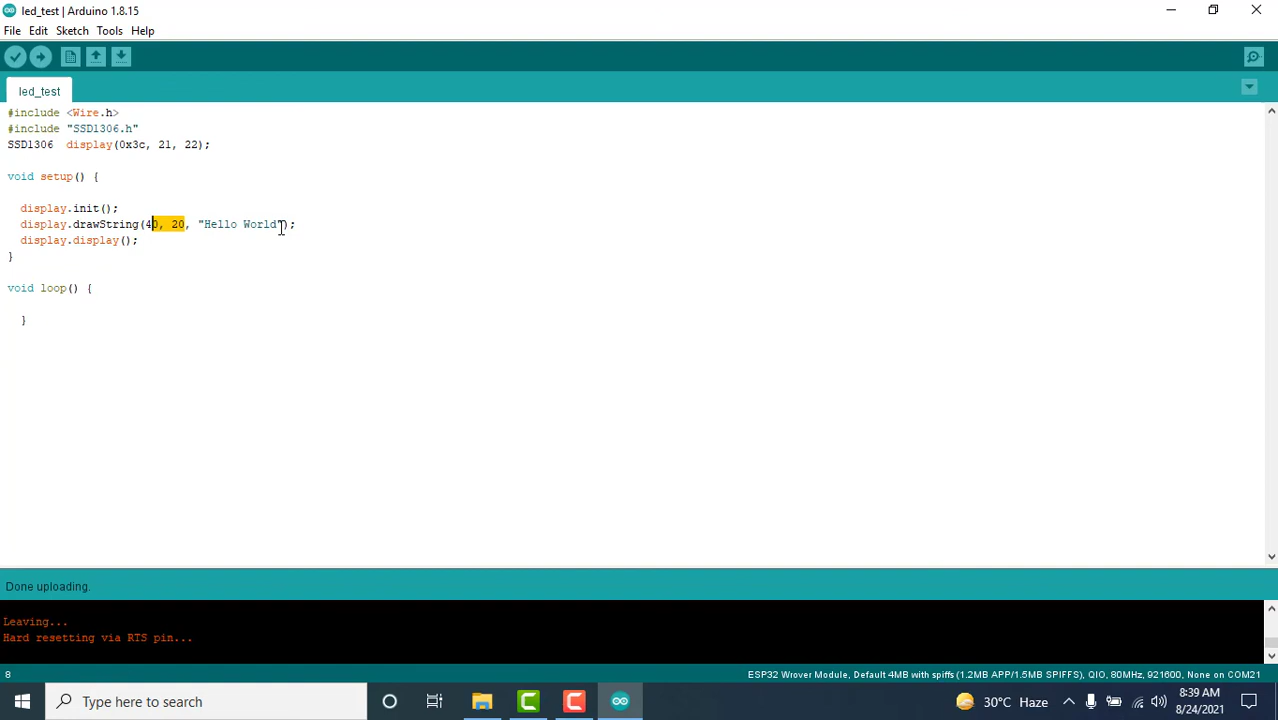 led_test | Arduino 1.8.15
File Edit Sketch Tools Help
led_test
#include <Wire.h>
#include "SSD1306.h"
SSD1306  display(0x3c, 21, 22);
void setup() {
  display.init();
  display.drawString(40, 20, "Hello World");
  display.display();
}
void loop() {
  }
Done uploading.
Leaving...
Hard resetting via RTS pin...
8
ESP32 Wrover Module, Default 4MB with spiffs (1.2MB APP/1.5MB SPIFFS), QIO, 80MHz, 921600, None on COM21
Type here to search
30°C Haze
8:39 AM
8/24/2021